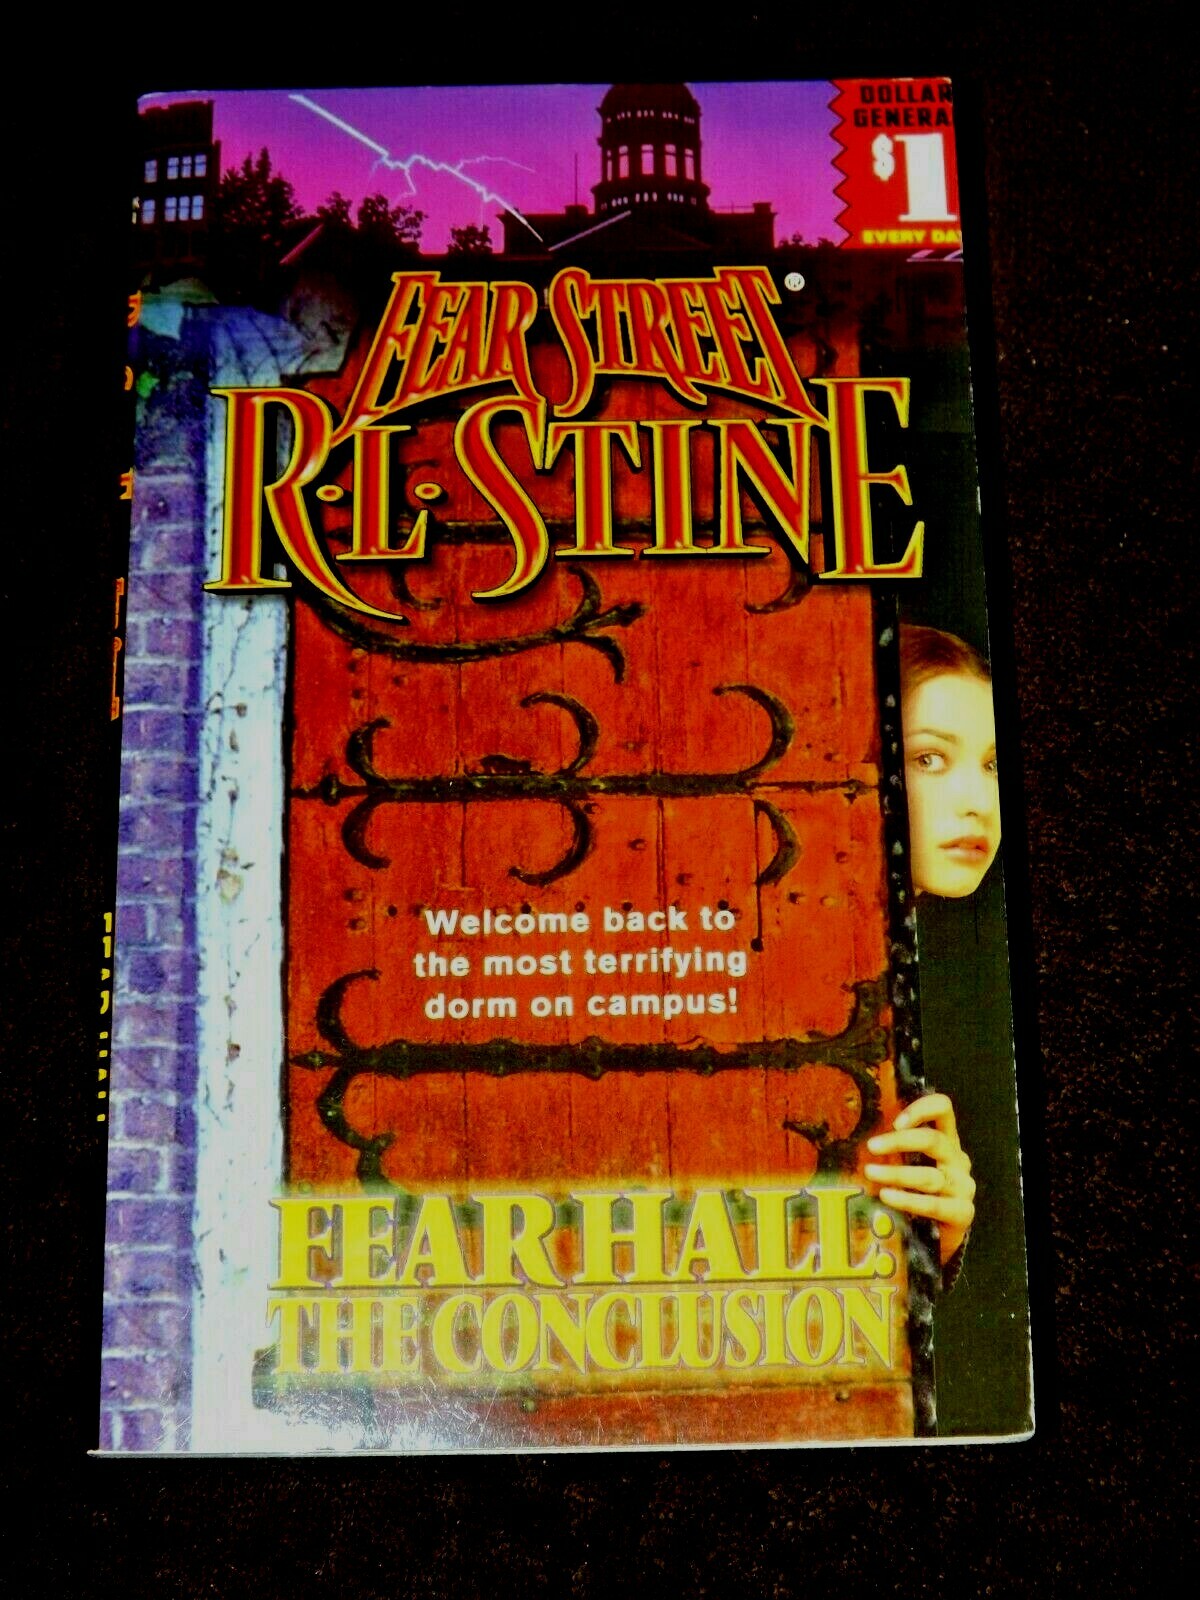 DOLLAR
GENERA
$1
EVERY DAY
FEAR STREET®
R·L·STINE
Welcome back to
the most terrifying
dorm on campus!
FEAR HALL:
THE CONCLUSION